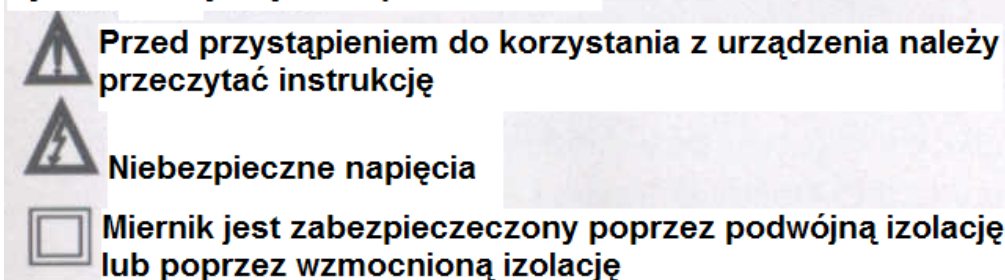 Przed przystąpieniem do korzystania z urządzenia należy
przeczytać instrukcję
Niebezpieczne napięcia
Miernik jest zabezpieczeczony poprzez podwójną izolację
lub poprzez wzmocnioną izolację